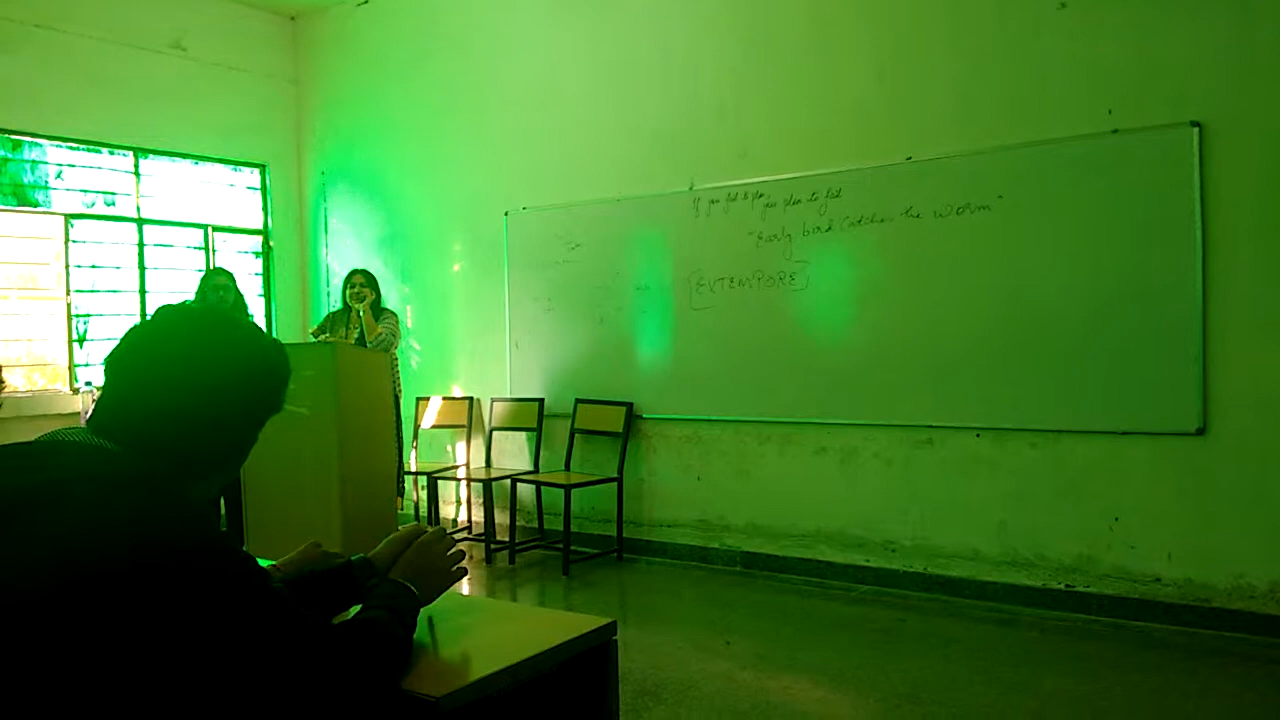 If you fail to plan, you plan to fail
"Early bird Catches the worm"
[EXTEMPORE]